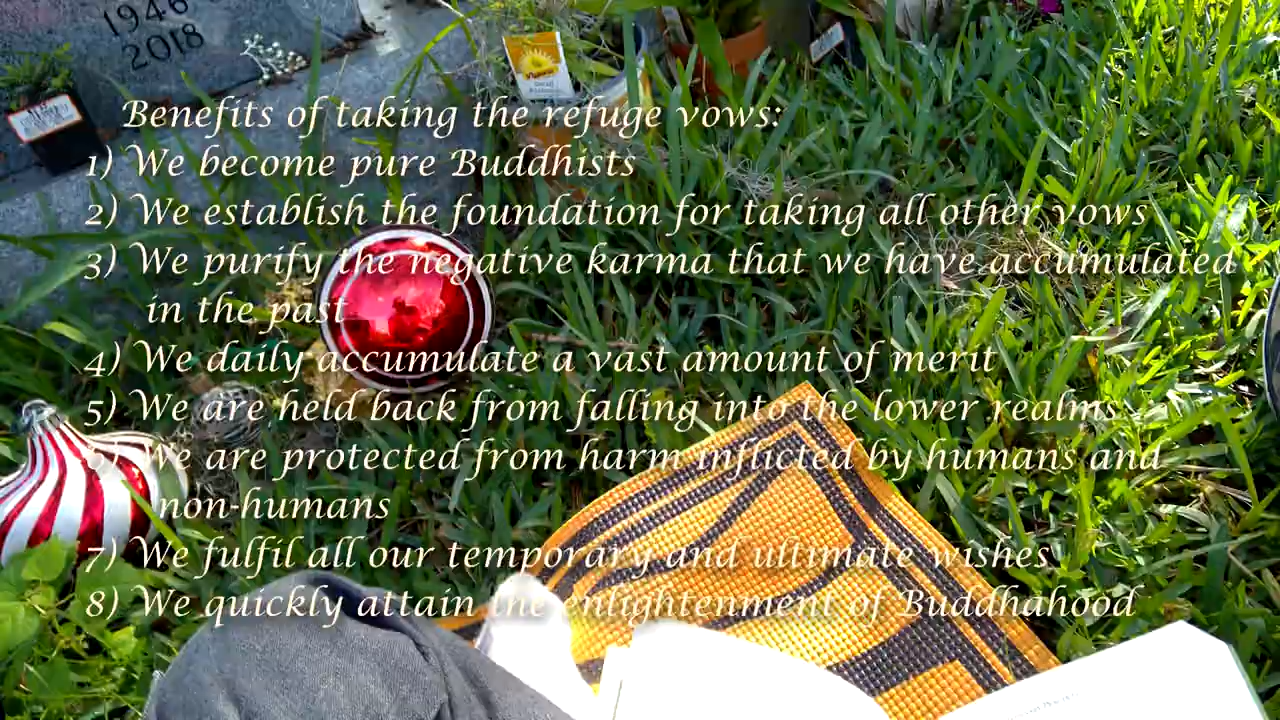 1946
2018
Benefits of taking the refuge vows:
1) We become pure Buddhists
2) We establish the foundation for taking all other vows
3) We purify the negative karma that we have accumulated
in the past
4) We daily accumulate a vast amount of merit
5) We are held back from falling into the lower realms
6) We are protected from harm inflicted by humans and
non-humans
7) We fulfil all our temporary and ultimate wishes
8) We quickly attain the enlightenment of Buddhahood